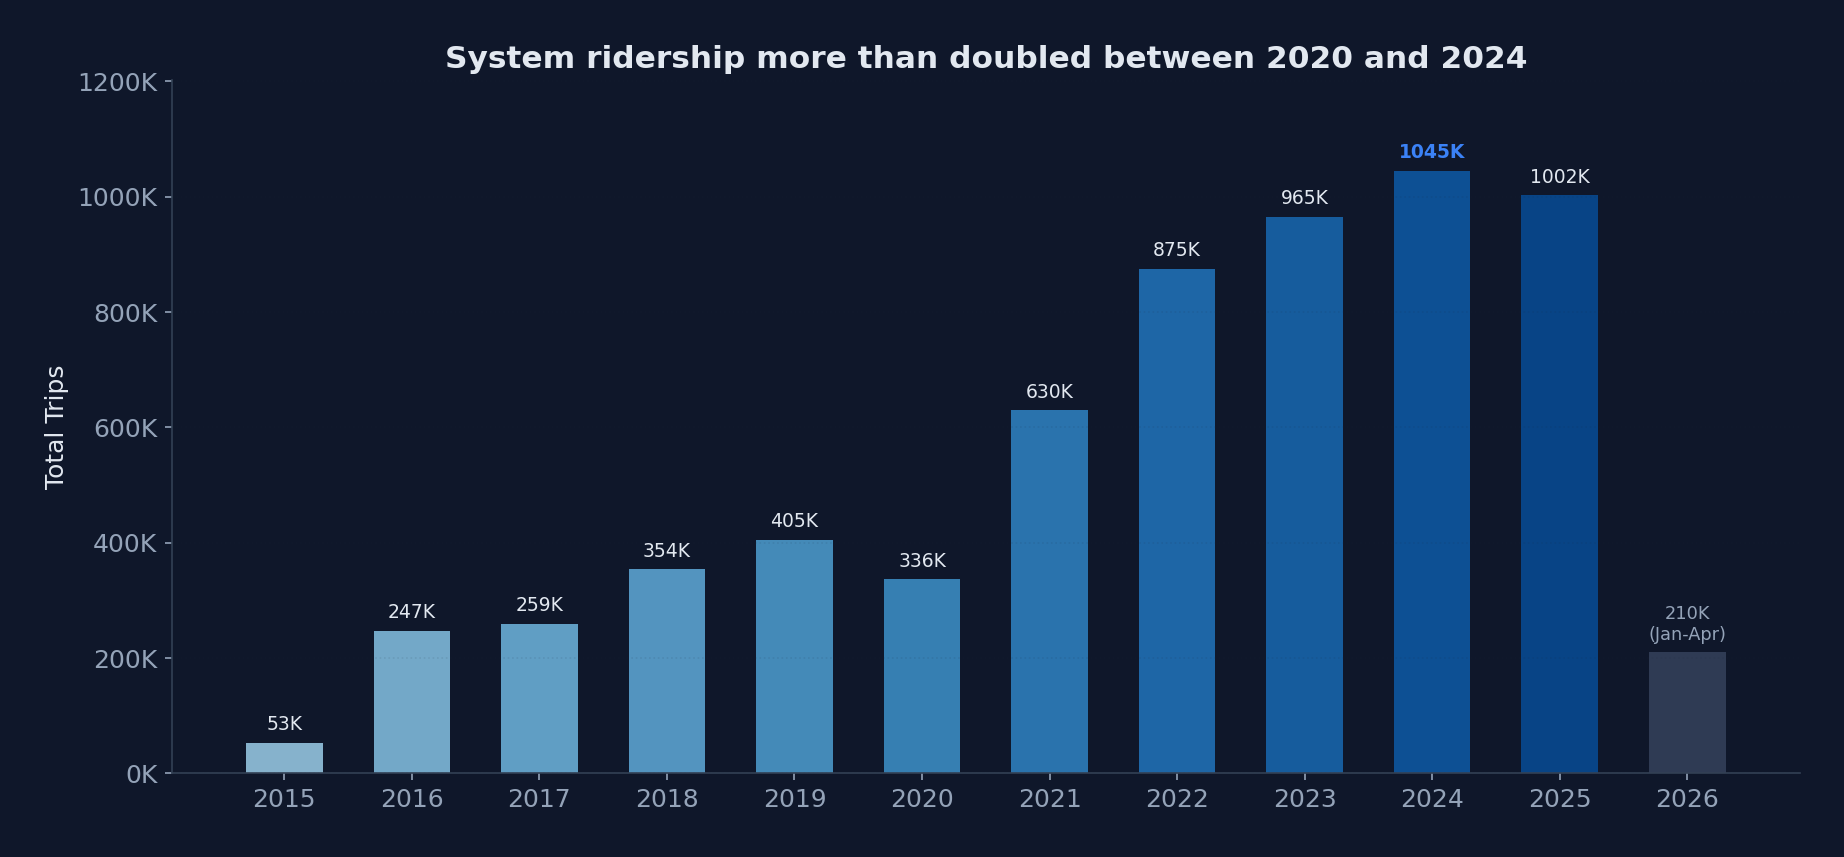 System ridership more than doubled between 2020 and 2024
Total Trips
1200K
1000K
800K
600K
400K
200K
0K
53K
247K
259K
354K
405K
336K
630K
875K
965K
1045K
1002K
210K
(Jan-Apr)
2015
2016
2017
2018
2019
2020
2021
2022
2023
2024
2025
2026